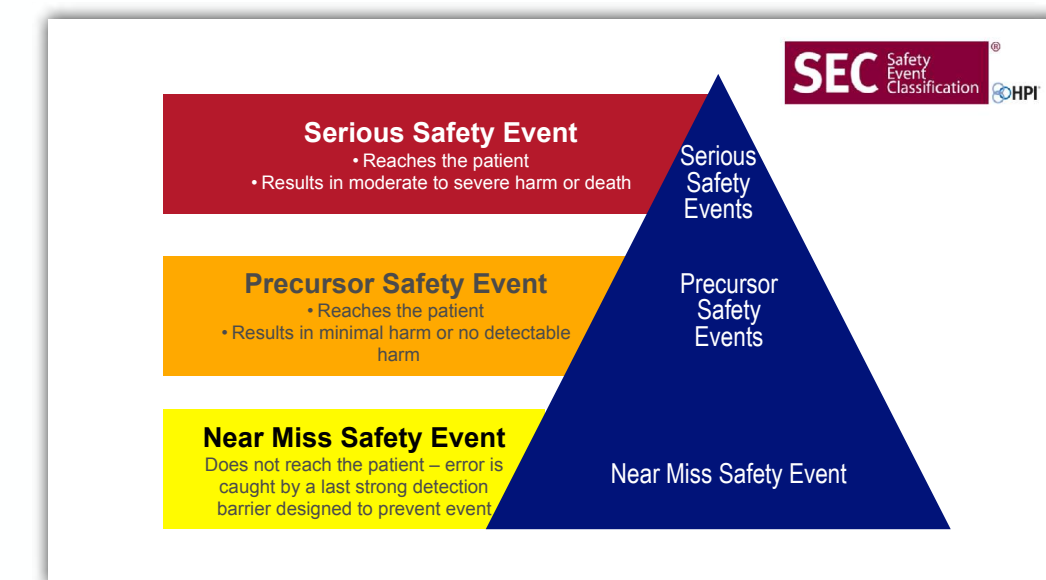 SEC Safety
Event
Classification
®
HPI
Serious Safety Event
• Reaches the patient
• Results in moderate to severe harm or death
Serious
Safety
Events
Precursor Safety Event
• Reaches the patient
• Results in minimal harm or no detectable
harm
Precursor
Safety
Events
Near Miss Safety Event
Does not reach the patient – error is
caught by a last strong detection
barrier designed to prevent event
Near Miss Safety Event